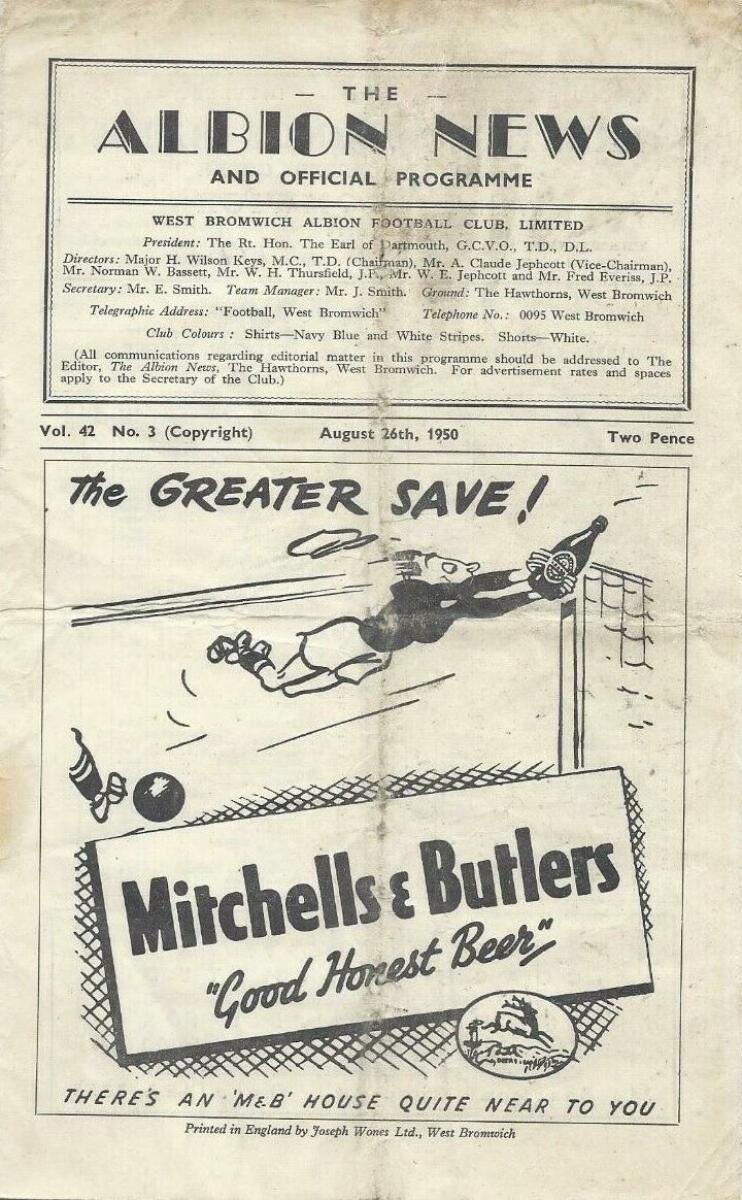 — THE —
ALBION NEWS
AND OFFICIAL PROGRAMME
WEST BROMWICH ALBION FOOTBALL CLUB, LIMITED
President: The Rt. Hon. The Earl of Dartmouth, G.C.V.O., T.D., D.L.
Directors: Major H. Wilson Keys, M.C., T.D. (Chairman), Mr. A. Claude Jephcott (Vice-Chairman),
Mr. Norman W. Bassett, Mr. W. H. Thursfield, J.P., Mr. W. E. Jephcott and Mr. Fred Everiss, J.P.
Secretary: Mr. E. Smith. Team Manager: Mr. J. Smith. Ground: The Hawthorns, West Bromwich
Telegraphic Address: "Football, West Bromwich" Telephone No.: 0095 West Bromwich
Club Colours : Shirts—Navy Blue and White Stripes. Shorts—White.
(All communications regarding editorial matter in this programme should be addressed to The
Editor, The Albion News, The Hawthorns, West Bromwich. For advertisement rates and spaces
apply to the Secretary of the Club.)
Vol. 42 No. 3 (Copyright) August 26th, 1950 Two Pence
The GREATER SAVE!
Mitchells & Butlers
"Good Honest Beer"
THERE'S AN 'M&B' HOUSE QUITE NEAR TO YOU
Printed in England by Joseph Wones Ltd., West Bromwich